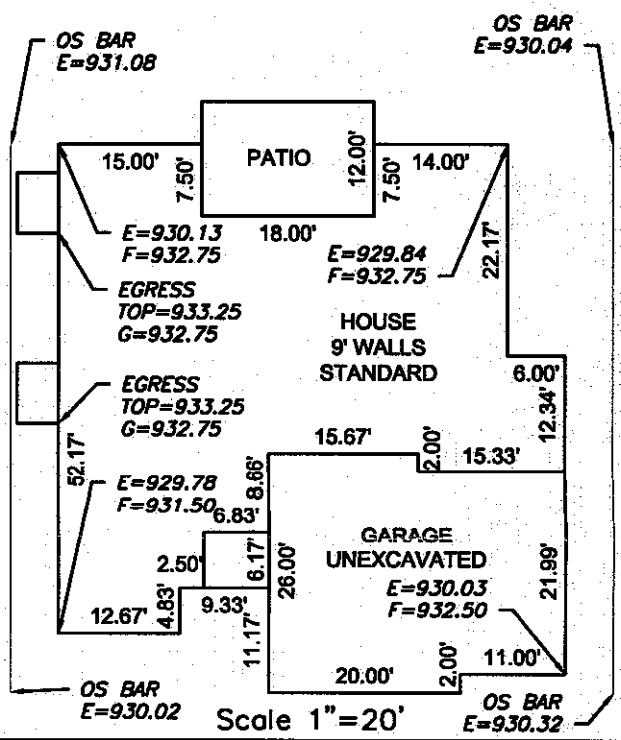 OS BAR
E=931.08
OS BAR
E=930.04
15.00'
7.50'
PATIO
12.00'
7.50'
14.00'
18.00'
E=930.13
F=932.75
E=929.84
F=932.75
22.17'
EGRESS
TOP=933.25
G=932.75
HOUSE
9' WALLS
STANDARD
EGRESS
TOP=933.25
G=932.75
6.00'
12.34'
52.17'
15.67'
2.00'
15.33'
E=929.78
F=931.50
8.66'
6.83'
GARAGE
UNEXCAVATED
2.50'
6.17'
26.00'
E=930.03
F=932.50
21.99'
12.67'
4.83'
9.33'
11.17'
20.00'
2.00'
11.00'
OS BAR
E=930.02
Scale 1"=20'
OS BAR
E=930.32